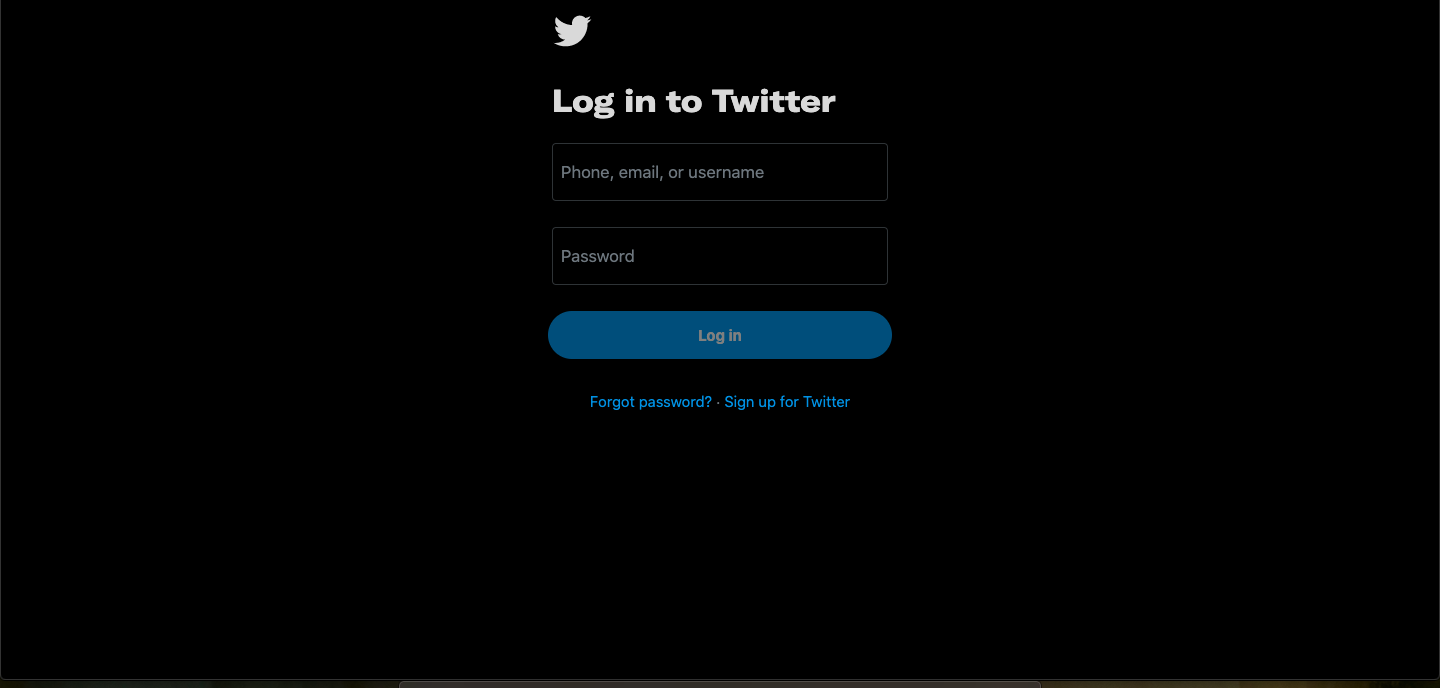 Log in to Twitter
Phone, email, or username
Password
Log in
Forgot password? · Sign up for Twitter